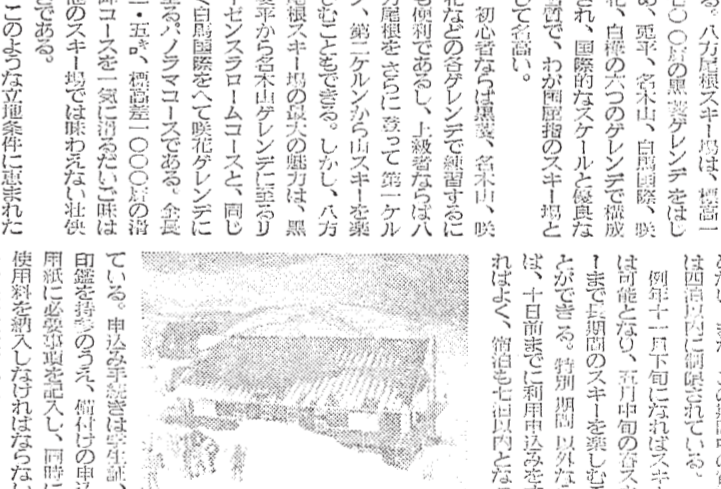 る。八方尾根スキー場は、標高一
七〇〇㍍の黒菱ゲレンデをはじ
め、兎平、名木山、白馬国際、咲
花、白樺の六つのゲレンデで構成
され、国際的なスケールと優良な
雪質で、わが国屈指のスキー場と
して名高い。
初心者ならば黒菱、名木山、咲
花などの各ゲレンデで練習するに
も便利であるし、上級者ならば八
方尾根をさらに登って第一ケル
ン、第二ケルンから山スキーを楽
しむこともできる。しかし、八方
尾根スキー場の最大の魅力は、黒
菱平から名木山ゲレンデに至るリ
ーゼンスラロームコースと、同じ
く白馬国際をへて咲花ゲレンデに
至るパノラマコースである。全長
・五㌔、標高差一〇〇〇㍍の滑
降コースを一気に滑るだいご味は
他のスキー場では味わえない壮快
である。
このような立地条件に恵まれた
は四泊以内に制限されている。
例年十一月下旬になればスキー
は可能となり、五月中旬の春スキ
ーまで長期間のスキーを楽しむこ
とができる。特別期間以外なら
ば、十日前までに利用申込みをす
ればよく、宿泊も七泊以内とな
ている。申込み手続きは学生証、
印鑑を持参のうえ、備付けの申込
用紙に必要事項を記入し、同時に
使用料を納入しなければならない